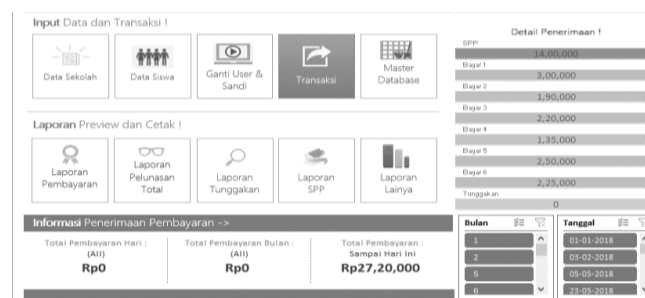 Input Data dan Transaksi !
Data Sekolah
Data Siswa
Ganti User &
Sandi
Transaksi
Master
Database
Laporan Preview dan Cetak !
Laporan
Pembayaran
Laporan
Pelunasan
Total
Laporan
Tunggakan
Laporan
SPP
Laporan
Lainya
Informasi Penerimaan Pembayaran ->
Total Pembayaran Hari :
(All)
Rp0
Total Pembayaran Bulan :
(All)
Rp0
Total Pembayaran :
Sampai Hari Ini
Rp27,20,000
Detail Penerimaan !
SPP
14,00,000
Bayar 1
3,00,000
Bayar 2
1,90,000
Bayar 3
2,20,000
Bayar 4
1,35,000
Bayar 5
2,50,000
Bayar 6
2,25,000
Tunggakan
0
Bulan
1
2
5
6
Tanggal
01-01-2018
03-02-2018
05-05-2018
23-05-2018